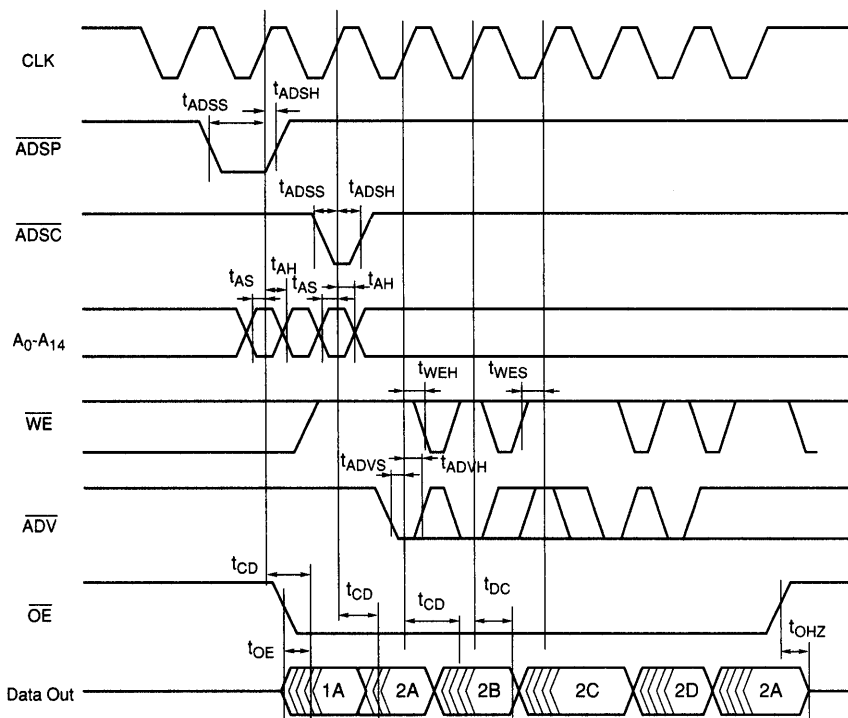 CLK
tADSS tADSH
ADSP
tADSS tADSH
ADSC
tAS tAH tAS tAH
A0-A14
tWEH tWES
WE
tADVS tADVH
ADV
tCD
OE
tCD tCD tDC
tOE tOHZ
Data Out 1A 2A 2B 2C 2D 2A